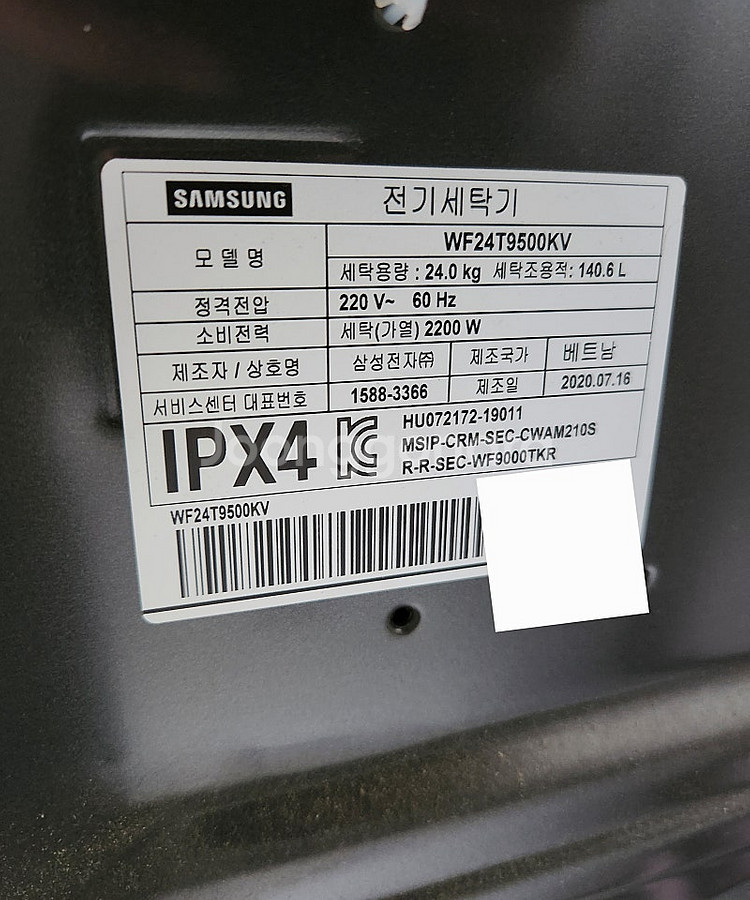 SAMSUNG 전기세탁기
모델명 WF24T9500KV
세탁용량 : 24.0 kg 세탁조용적: 140.6 L
정격전압 220 V~ 60 Hz
소비전력 세탁(가열) 2200 W
제조자 / 상호명 삼성전자㈜ 제조국가 베트남
서비스센터 대표번호 1588-3366 제조일 2020.07.16
IPX4 HU072172-19011
MSIP-CRM-SEC-CWAM210S
R-R-SEC-WF9000TKR
WF24T9500KV